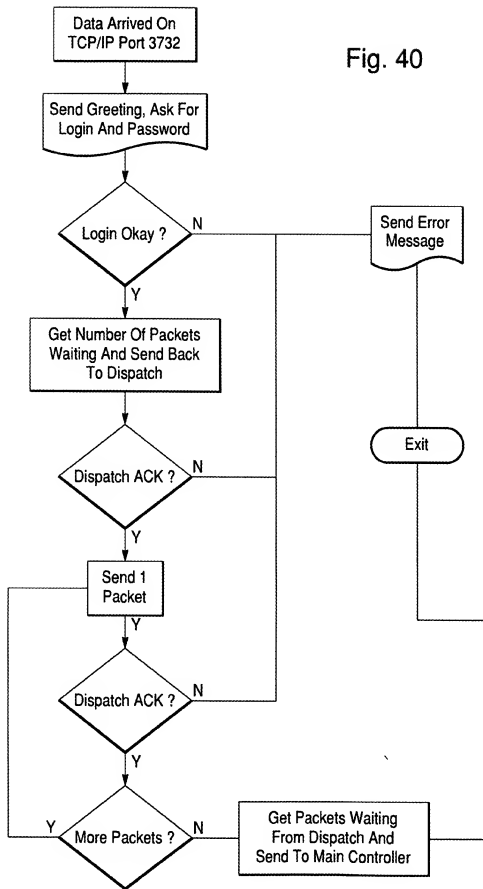 Data Arrived On
TCP/IP Port 3732
Fig. 40
Send Greeting, Ask For
Login And Password
Login Okay ?
N
Send Error
Message
Y
Get Number Of Packets
Waiting And Send Back
To Dispatch
Exit
Dispatch ACK ?
N
Y
Send 1
Packet
Y
Dispatch ACK ?
N
Y
Y
More Packets ?
N
Get Packets Waiting
From Dispatch And
Send To Main Controller